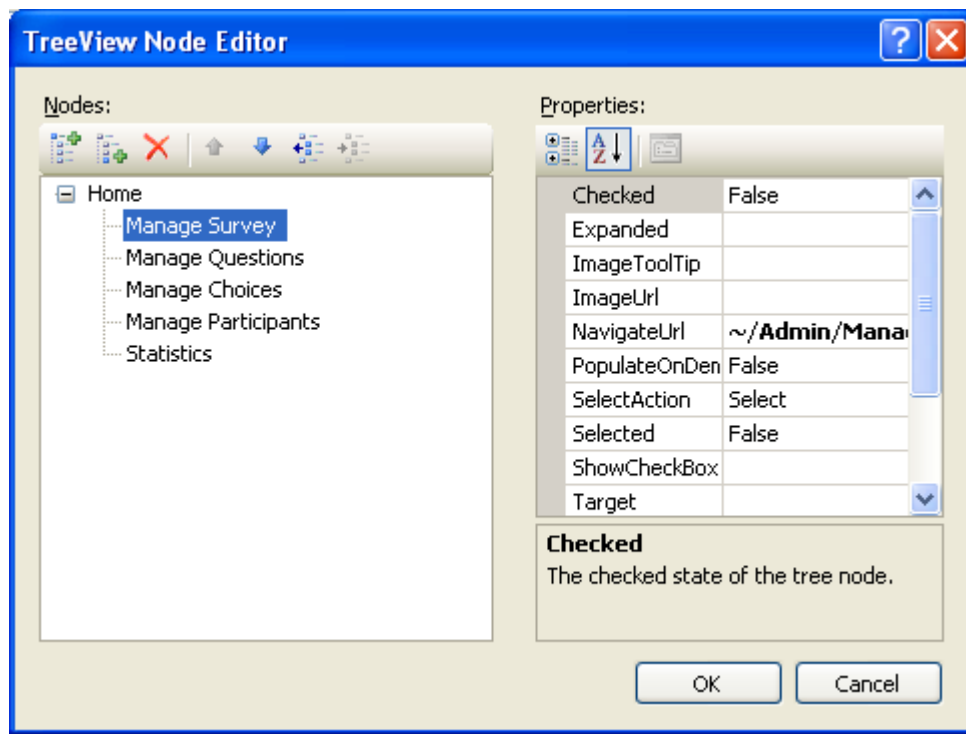 TreeView Node Editor
Nodes:
Properties:
Home
Manage Survey
Manage Questions
Manage Choices
Manage Participants
Statistics
A
Z
Checked False
Expanded
ImageToolTip
ImageUrl
NavigateUrl ~/Admin/Mana
PopulateOnDen False
SelectAction Select
Selected False
ShowCheckBox
Target
Checked
The checked state of the tree node.
OK
Cancel